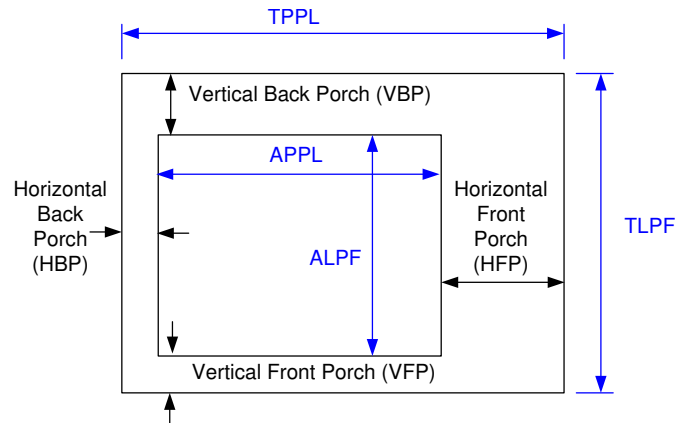 TPPL
Vertical Back Porch (VBP)
APPL
Horizontal
Back
Porch
(HBP)
Horizontal
Front
Porch
(HFP)
TLPF
ALPF
Vertical Front Porch (VFP)